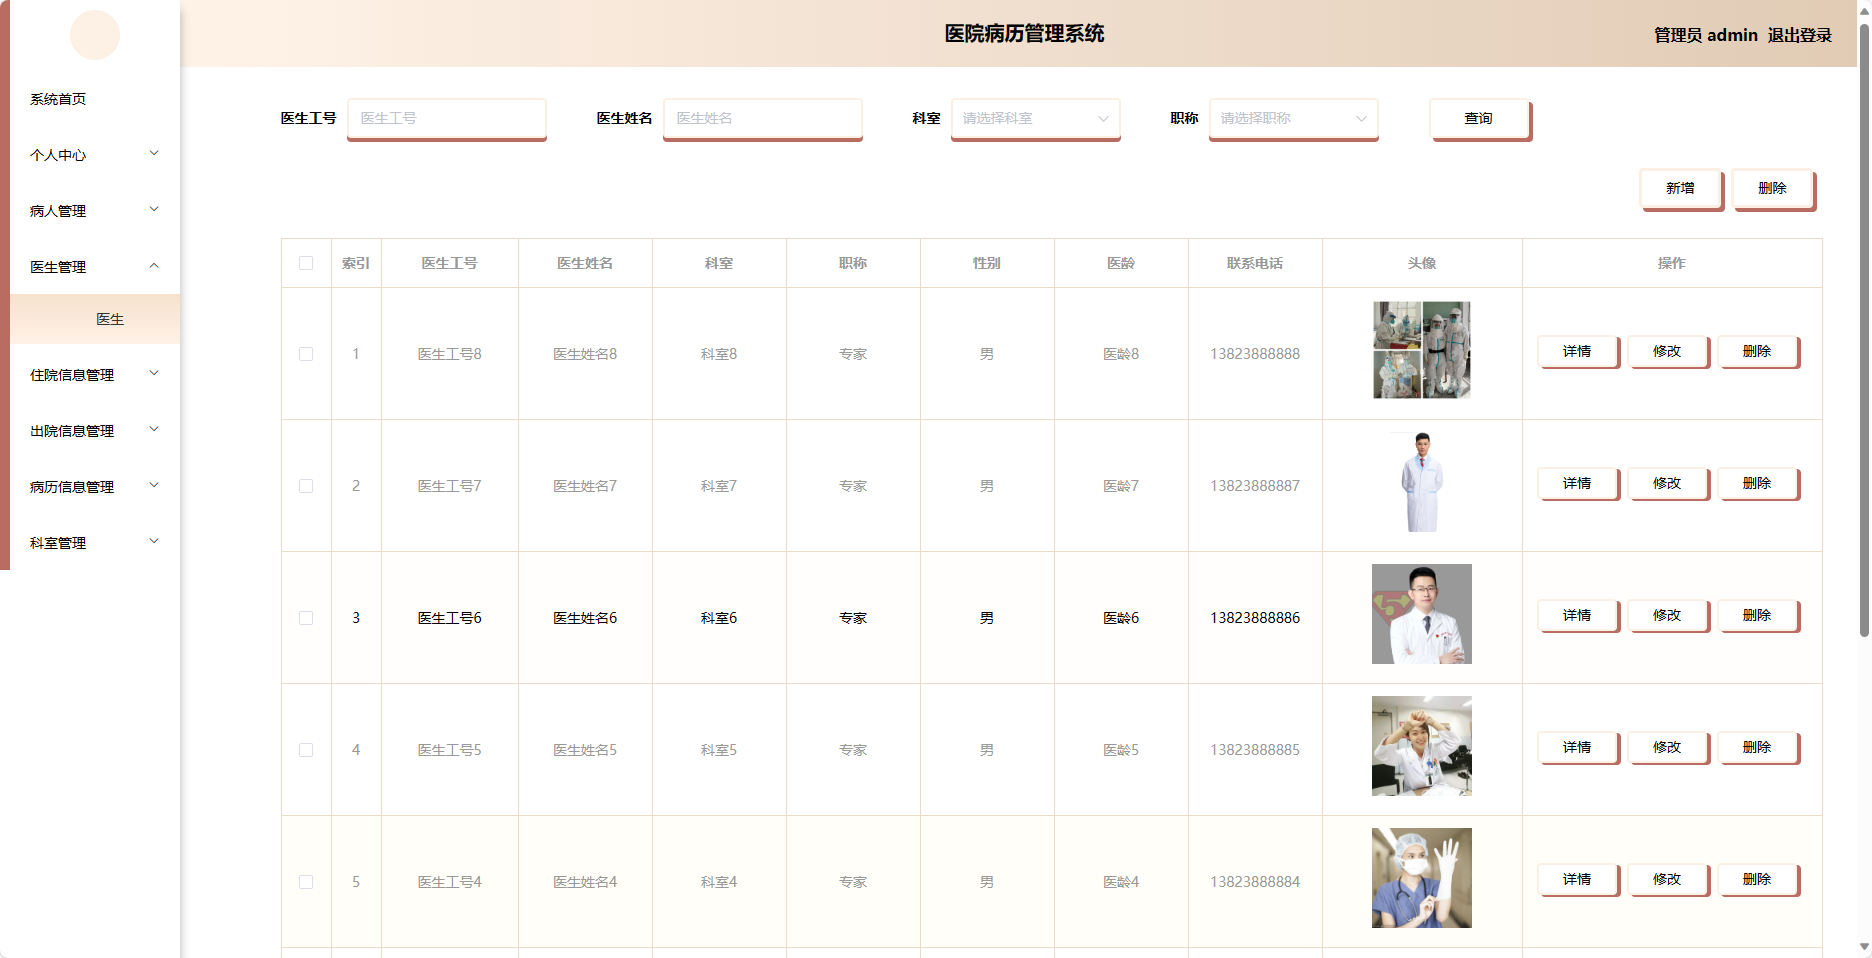 医院病历管理系统
管理员 admin 退出登录
系统首页
个人中心
病人管理
医生管理
医生
住院信息管理
出院信息管理
病历信息管理
科室管理
医生工号 医生工号 医生姓名 医生姓名 科室 请选择科室 职称 请选择职称 查询
新增 删除
索引 医生工号 医生姓名 科室 职称 性别 医龄 联系电话 头像 操作
1 医生工号8 医生姓名8 科室8 专家 男 医龄8 13823888888 详情 修改 删除
2 医生工号7 医生姓名7 科室7 专家 男 医龄7 13823888887 详情 修改 删除
3 医生工号6 医生姓名6 科室6 专家 男 医龄6 13823888886 详情 修改 删除
4 医生工号5 医生姓名5 科室5 专家 男 医龄5 13823888885 详情 修改 删除
5 医生工号4 医生姓名4 科室4 专家 男 医龄4 13823888884 详情 修改 删除